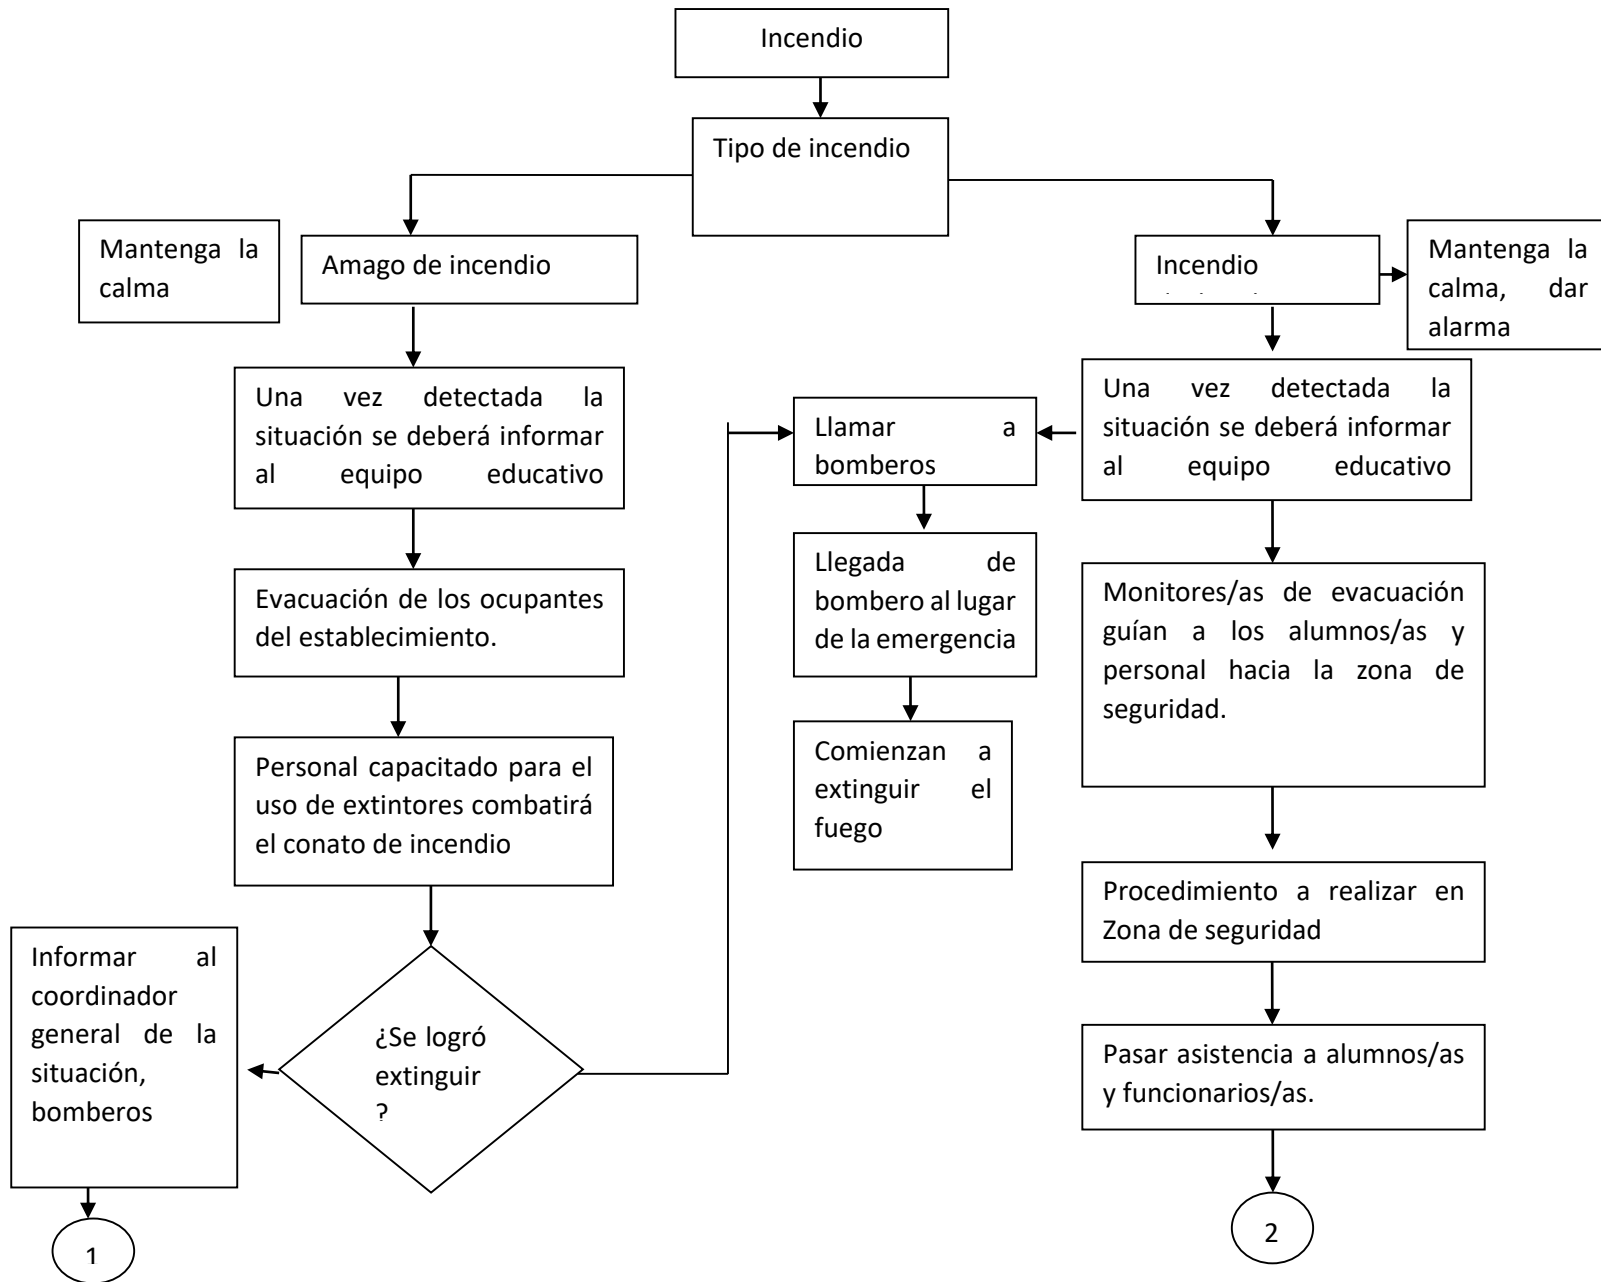 Incendio
Tipo de incendio
Mantenga la
calma
Amago de incendio
Incendio
Mantenga la
calma, dar
alarma
Una vez detectada la
situación se deberá informar
al equipo educativo
Llamar a
bomberos
Una vez detectada la
situación se deberá informar
al equipo educativo
Evacuación de los ocupantes
del establecimiento.
Llegada de
bombero al lugar
de la emergencia
Monitores/as de evacuación
guían a los alumnos/as y
personal hacia la zona de
seguridad.
Personal capacitado para el
uso de extintores combatirá
el conato de incendio
Comienzan a
extinguir el
fuego
Procedimiento a realizar en
Zona de seguridad
Informar al
coordinador
general de la
situación,
bomberos
¿Se logró
extinguir
?
Pasar asistencia a alumnos/as
y funcionarios/as.
1
2